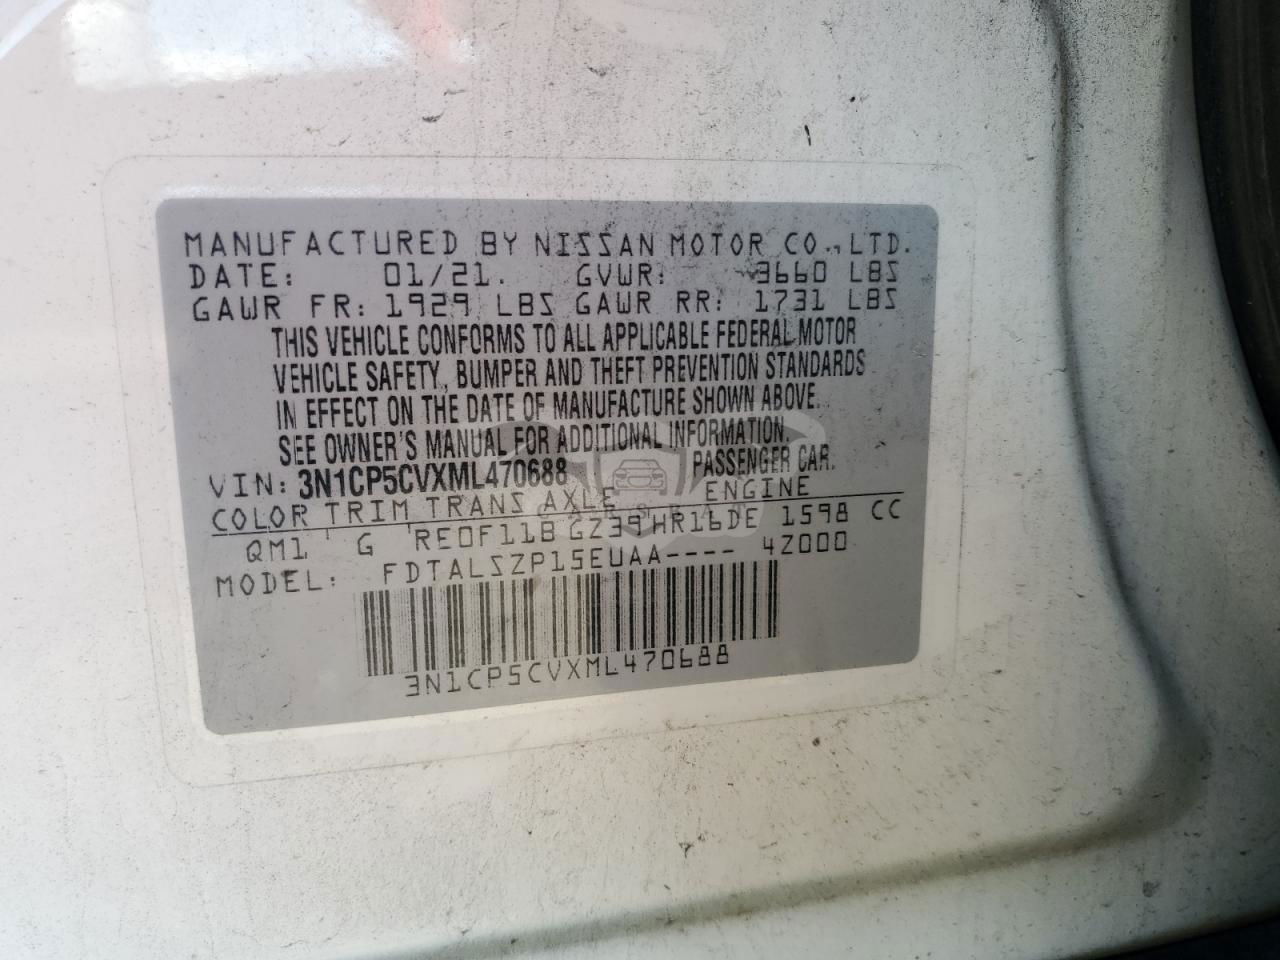 MANUFACTURED BY NISSAN MOTOR CO., LTD.
DATE: 01/21. GVWR: 3660 LBS
GAWR FR: 1929 LBS GAWR RR: 1731 LBS
THIS VEHICLE CONFORMS TO ALL APPLICABLE FEDERAL MOTOR
VEHICLE SAFETY, BUMPER AND THEFT PREVENTION STANDARDS
IN EFFECT ON THE DATE OF MANUFACTURE SHOWN ABOVE.
SEE OWNER'S MANUAL FOR ADDITIONAL INFORMATION.
VIN: 3N1CP5CVXML470688 PASSENGER CAR.
COLOR TRIM TRANS AXLE ENGINE
QM1 G RE0F11B GZ39 HR16DE 1598 CC
MODEL: FDTALSZP15EUAA---- 4Z000
3N1CP5CVXML470688